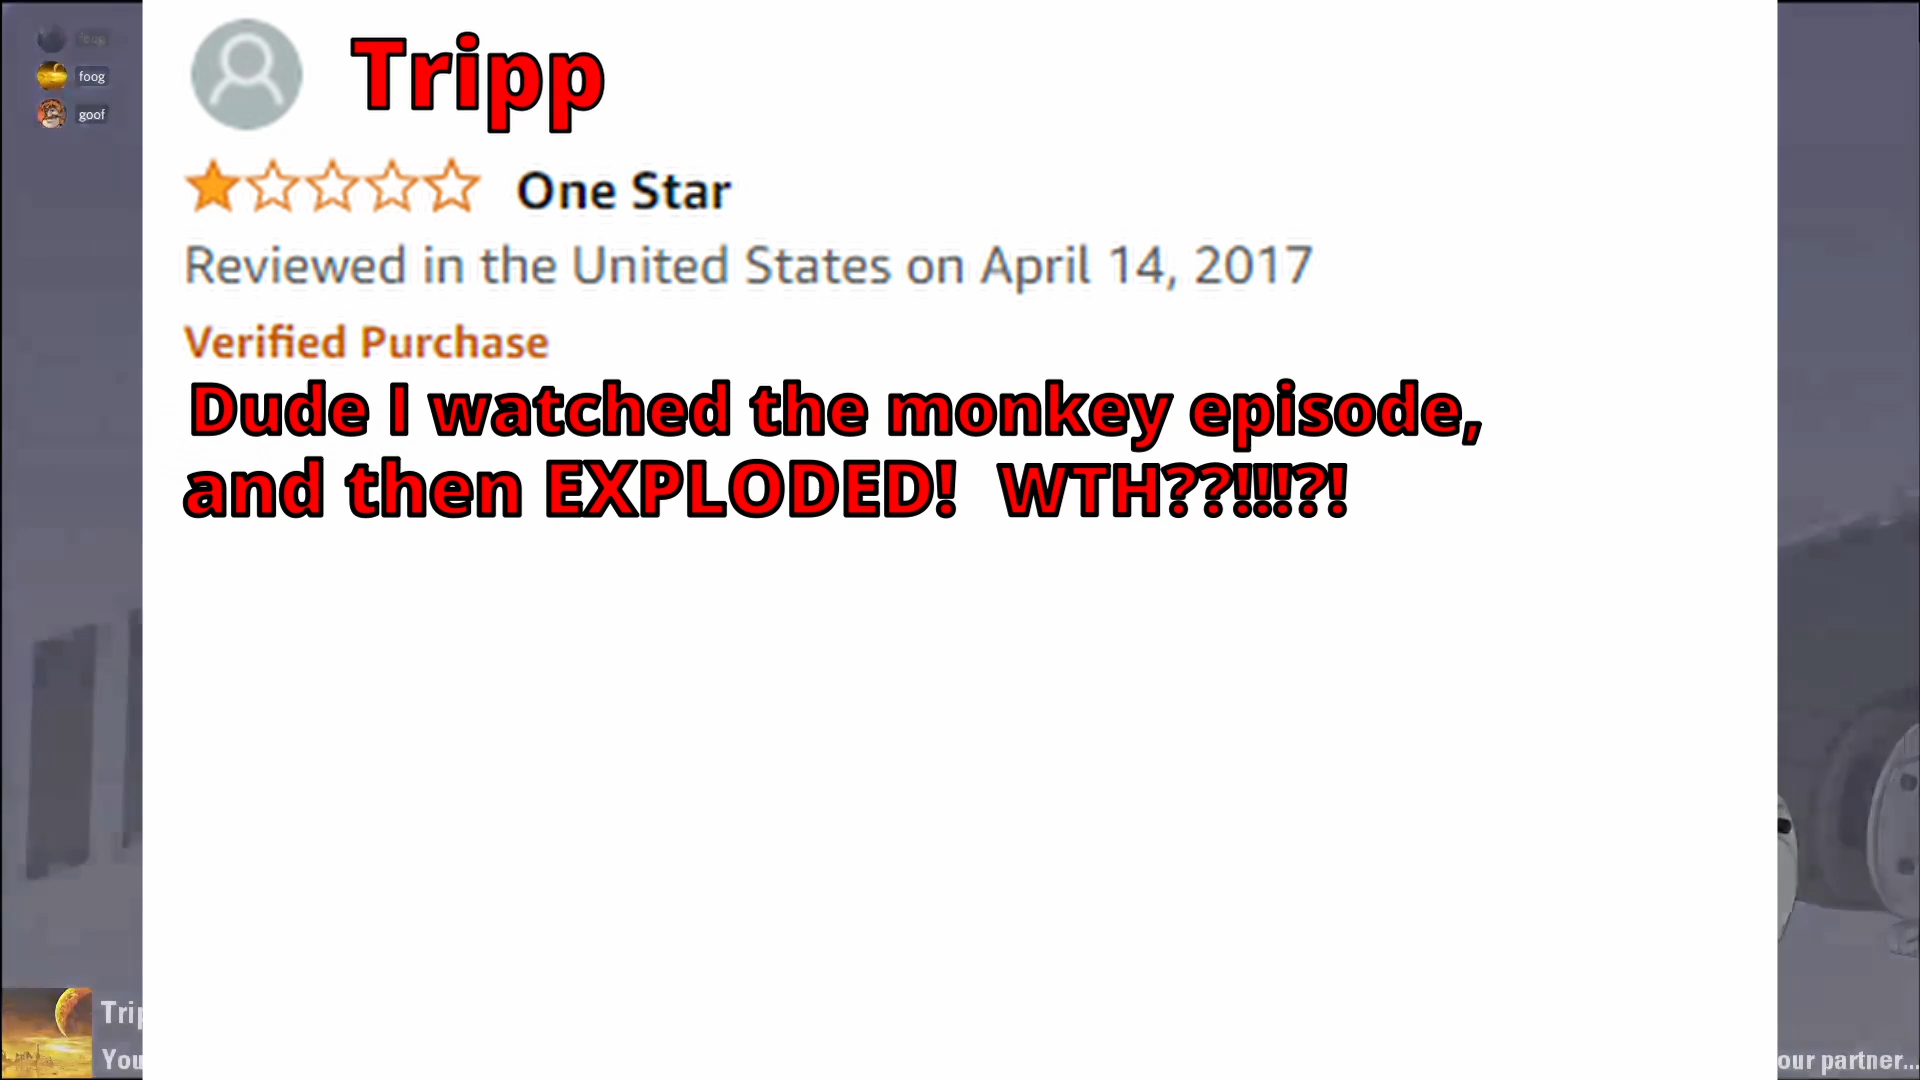 foog
goof
Tripp
One Star
Reviewed in the United States on April 14, 2017
Verified Purchase
Dude I watched the monkey episode,
and then EXPLODED! WTH??!!!?!
Trip
You
our partner...